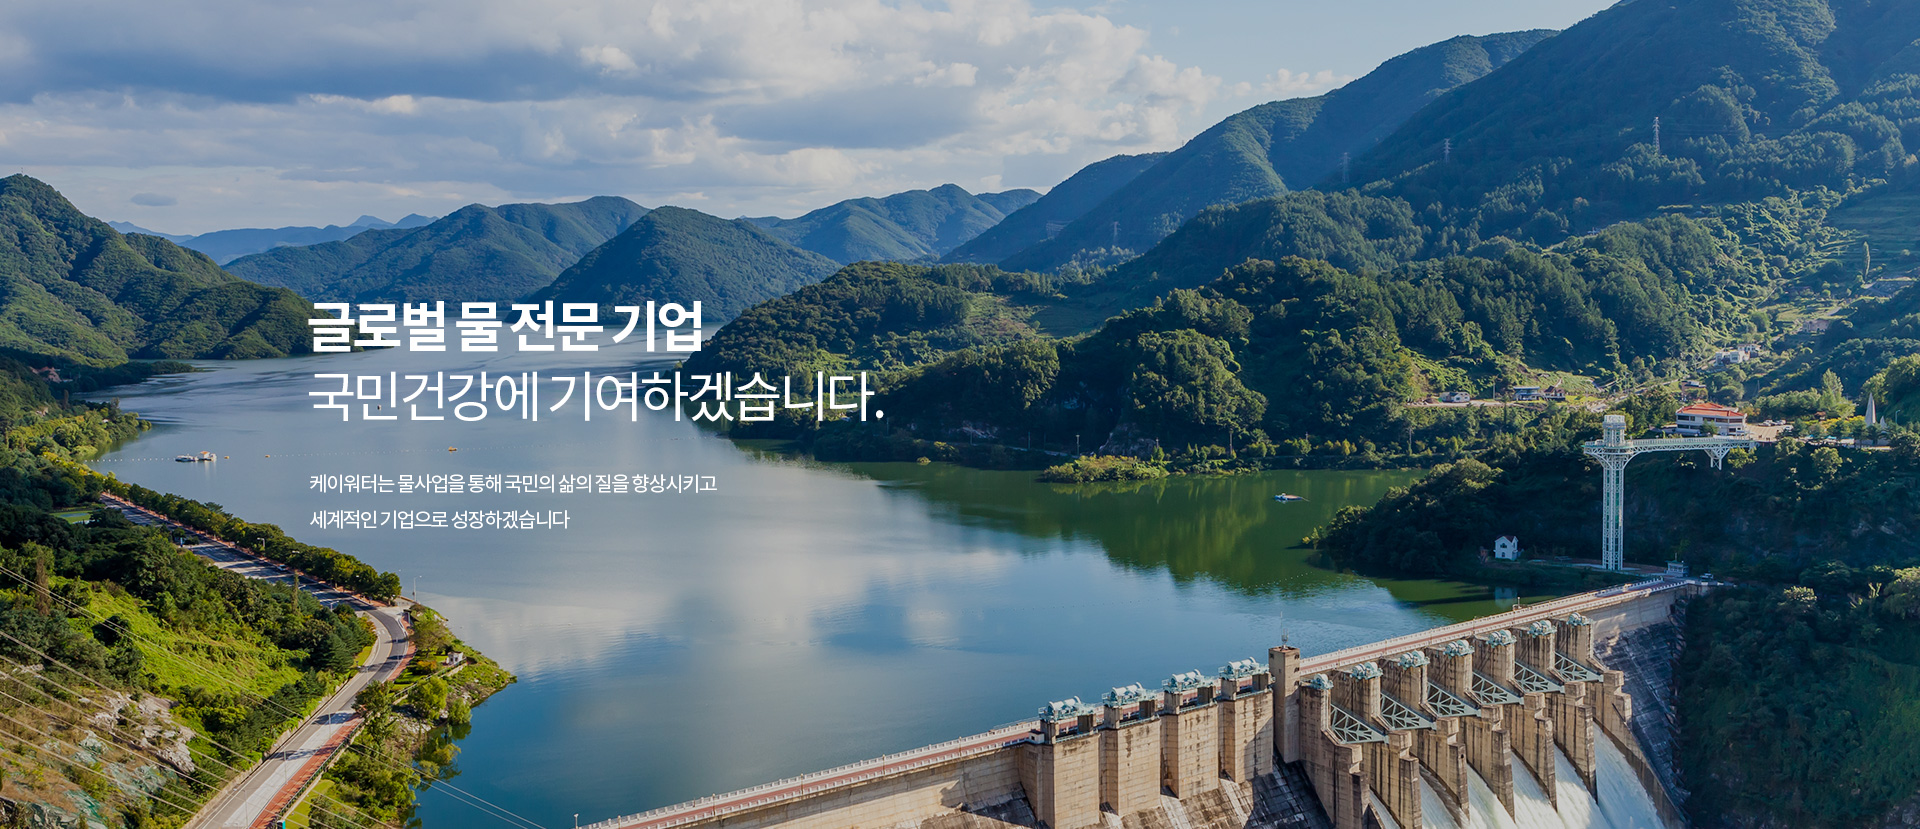 글로벌 물 전문 기업
국민건강에 기여하겠습니다.
케이워터는 물사업을 통해 국민의 삶의 질을 향상시키고
세계적인 기업으로 성장하겠습니다